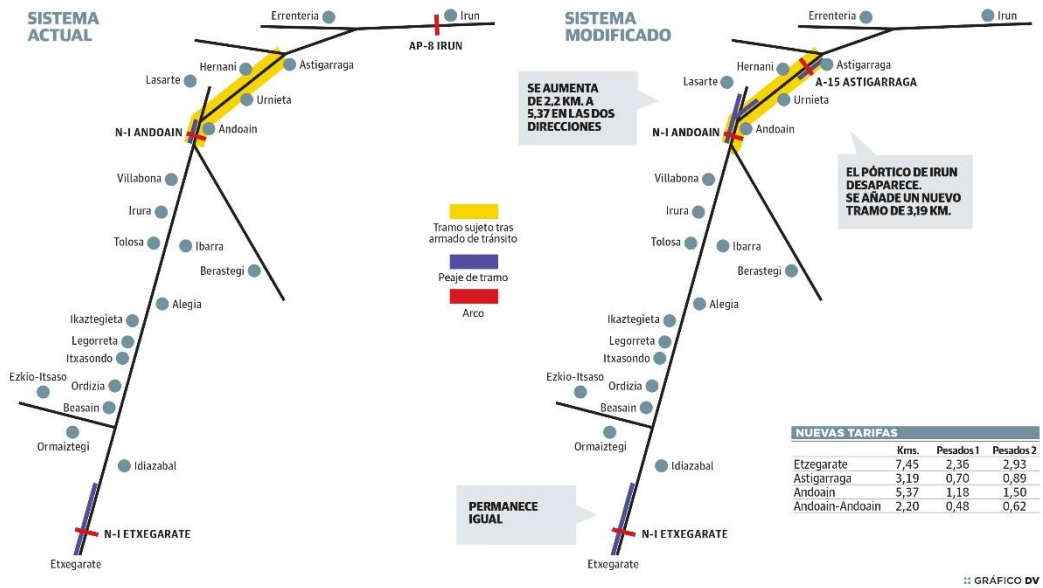 SISTEMA
ACTUAL
Errenteria
Irun
AP-8 IRUN
Hernani
Astigarraga
Lasarte
Urnieta
N-I ANDOAIN
Andoain
Villabona
Irura
Tolosa
Ibarra
Berastegi
Alegia
Ikaztegieta
Legorreta
Itxasondo
Ezkio-Itsaso
Ordizia
Beasain
Ormaiztegi
Idiazabal
N-I ETXEGARATE
Etxegarate
Tramo sujeto tras
armado de tránsito
Peaje de tramo
Arco
SISTEMA
MODIFICADO
Errenteria
Irun
Hernani
Astigarraga
A-15 ASTIGARRAGA
Lasarte
Urnieta
SE AUMENTA
DE 2,2 KM. A
5,37 EN LAS DOS
DIRECCIONES
N-I ANDOAIN
Andoain
EL PÓRTICO DE IRUN
DESAPARECE.
SE AÑADE UN NUEVO
TRAMO DE 3,19 KM.
Villabona
Irura
Tolosa
Ibarra
Berastegi
Alegia
Ikaztegieta
Legorreta
Itxasondo
Ezkio-Itsaso
Ordizia
Beasain
Ormaiztegi
Idiazabal
PERMANECE
IGUAL
N-I ETXEGARATE
Etxegarate
NUEVAS TARIFAS
Kms. Pesados 1 Pesados 2
Etzegarate 7,45 2,36 2,93
Astigarraga 3,19 0,70 0,89
Andoain 5,37 1,18 1,50
Andoain-Andoain 2,20 0,48 0,62
:: GRÁFICO DV